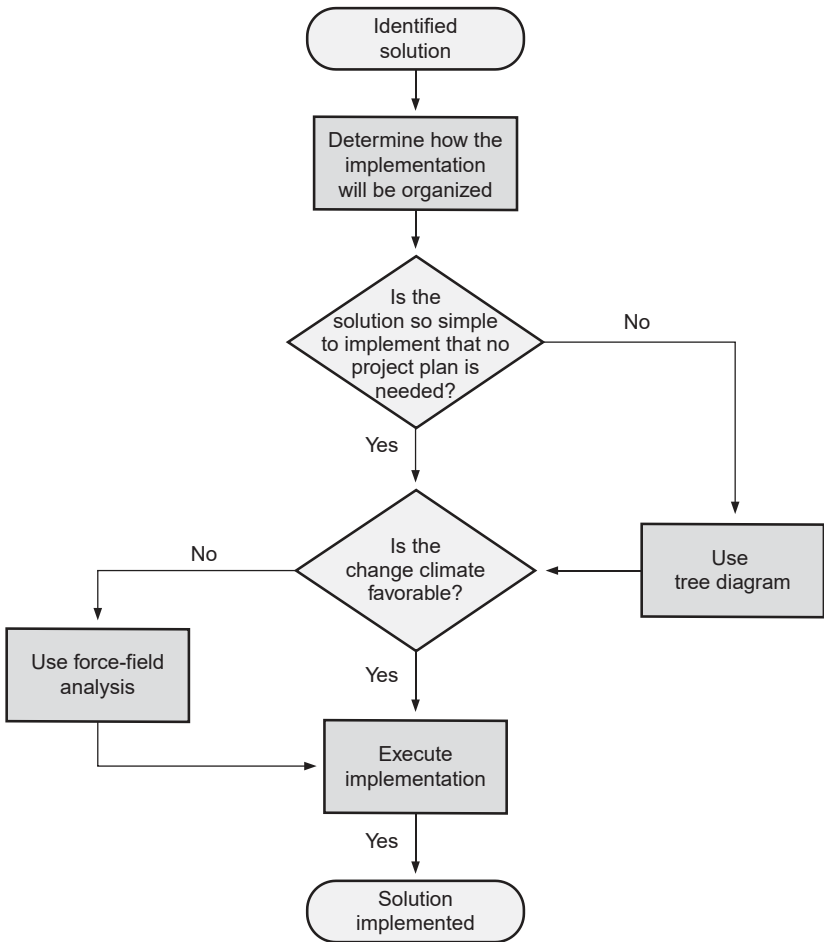 Identified
solution
Determine how the
implementation
will be organized
Is the
solution so simple
to implement that no
project plan is
needed?
No
Yes
Use
tree diagram
Is the
change climate
favorable?
No
Use force-field
analysis
Yes
Execute
implementation
Yes
Solution
implemented